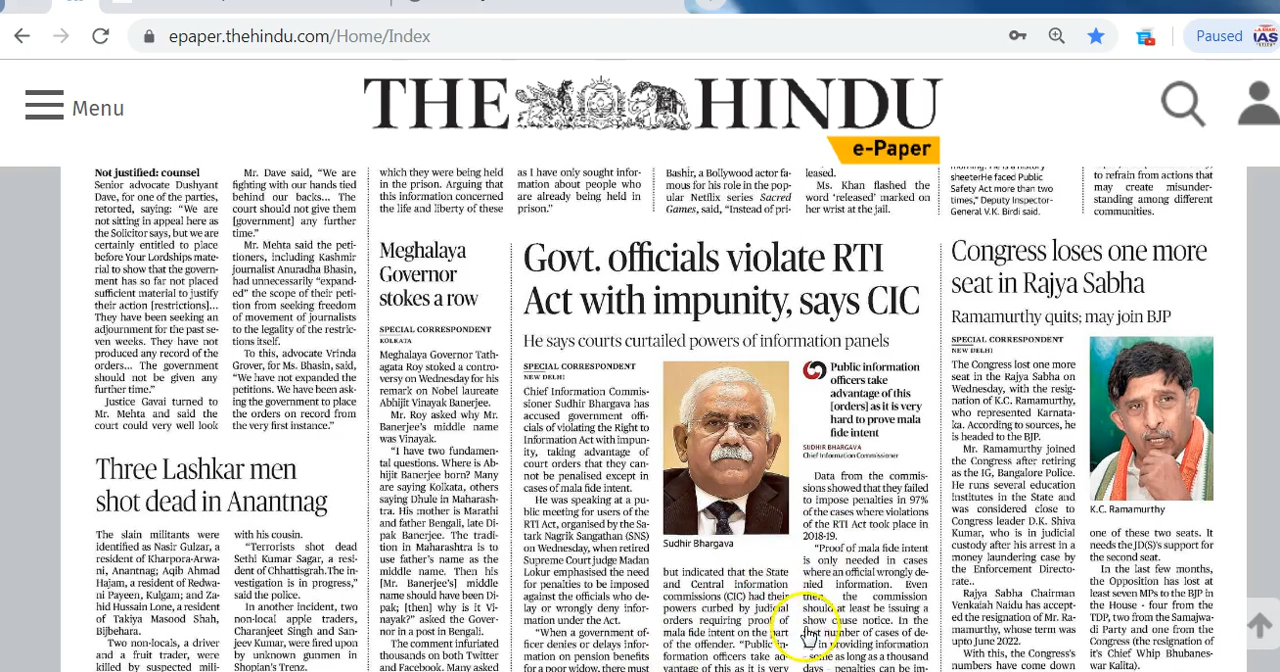 epaper.thehindu.com/Home/Index
Paused
IAS
Menu
THE HINDU
e-Paper
Not justified: counsel
Senior advocate Dushyant
Dave, for one of the parties,
retorted, saying: “We are
not sitting in appeal here as
the Solicitor says, but we are
certainly entitled to place
before your Lordships mate-
rial to show that the govern-
ment has so far not placed
sufficient material to justify
their action [restrictions]...
They have been seeking an
adjournment for the past se-
ven weeks. They have not
produced any record of the
orders... The government
should not be given any
further time.”
Justice Gavai turned to
Mr. Mehta and said the
court could very well look
Mr. Dave said, “We are
fighting with our hands tied
behind our backs... The
court should not give them
[government] any further
time.”
Mr. Mehta said the peti-
tioners, including Kashmir
journalist Anuradha Bhasin,
had unnecessarily “expand-
ed” the scope of their peti-
tion from seeking freedom
of movement of journalists
to the legality of the restric-
tions itself.
To this, advocate Vrinda
Grover, for Ms. Bhasin, said,
“We have not expanded the
petitions. We have been ask-
ing the government to place
the orders on record from
the very first instance.”
Three Lashkar men
shot dead in Anantnag
The slain militants were
identified as Nasir Gulzar, a
resident of Kharpora-Arwa-
ni, Anantnag; Aqib Ahmad
Hajam, a resident of Redwa-
ni Payeen, Kulgam; and Za-
hid Hussain Lone, a resident
of Takiya Masood Shah,
Bijbehara.
Two non-locals, a driver
and a fruit trader, were
killed by suspected mili-
with his cousin.
“Terrorists shot dead
Sethi Kumar Sagar, a resi-
dent of Chhattisgrah.The in-
vestigation is in progress,”
said the police.
In another incident, two
non-local apple traders,
Charanjeet Singh and San-
jeev Kumar, were fired upon
by unknown gunmen in
Shopian's Trenz.
which they were being held
in the prison. Arguing that
this information concerned
the life and liberty of these
as I have only sought infor-
mation about people who
are already being held in
prison.”
Meghalaya
Governor
stokes a row
SPECIAL CORRESPONDENT
KOLKATA
Meghalaya Governor Tath-
agata Roy stoked a contro-
versy on Wednesday for his
remark on Nobel laureate
Abhijit Vinayak Banerjee.
Mr. Roy asked why Mr.
Banerjee's middle name
was Vinayak.
“I have two fundamen-
tal questions. Where is Ab-
hijit Banerjee born? Many
are saying Kolkata, others
saying Dhule in Maharash-
tra. His mother is Marathi
and father Bengali, late Di-
pak Banerjee. The tradi-
tion in Maharashtra is to
use father's name as the
middle name. Then his
[Mr. Banerjee's] middle
name should have been Di-
pak; [then] why is it Vi-
nayak?” asked the Gover-
nor in a post in Bengali.
The comment infuriated
thousands on both Twitter
and Facebook. Many asked
Bashir, a Bollywood actor fa-
mous for his role in the pop-
ular Netflix series Sacred
Games, said, “Instead of pri-
leased.
Ms. Khan flashed the
word ‘released’ marked on
her wrist at the jail.
Govt. officials violate RTI
Act with impunity, says CIC
He says courts curtailed powers of information panels
SPECIAL CORRESPONDENT
NEW DELHI
Chief Information Commis-
sioner Sudhir Bhargava has
accused government offi-
cials of violating the Right to
Information Act with impun-
ity, taking advantage of
court orders that they can-
not be penalised except in
cases of mala fide intent.
He was speaking at a pu-
blic meeting for users of the
RTI Act, organised by the Sa-
tark Nagrik Sangathan (SNS)
on Wednesday, when retired
Supreme Court judge Madan
Lokur emphasised the need
for penalties to be imposed
against the officials who de-
lay or wrongly deny infor-
mation under the RTI Act.
“When a government of-
ficer denies or delays infor-
mation on pension benefits
for a poor widow, there must
Sudhir Bhargava
but indicated that the State
and Central information
commissions (CIC) had their
powers curbed by judicial
orders requiring proof of
mala fide intent on the part
of the offender. “Public in-
formation officers take ad-
vantage of this as it is very
Public information
officers take
advantage of this
[orders] as it is very
hard to prove mala
fide intent
SUDHIR BHARGAVA
Chief Information Commissioner
Data from the commis-
sions showed that they failed
to impose penalties in 97%
of the cases where violations
of the RTI Act took place in
2018-19.
“Proof of mala fide intent
is only needed in cases
where an official wrongly de-
nied information. Even
then, the commission
should at least be issuing a
show cause notice. In the
number of cases of de-
in providing information
some as long as a thousand
days penalties can be im-
sheeterHe faced Public
Safety Act more than two
times,” Deputy Inspector-
General V.K. Birdi said.
to refrain from actions that
may create misunder-
standing among different
communities.
Congress loses one more
seat in Rajya Sabha
Ramamurthy quits; may join BJP
SPECIAL CORRESPONDENT
NEW DELHI
The Congress lost one more
seat in the Rajya Sabha on
Wednesday, with the resig-
nation of K.C. Ramamurthy,
who represented Karnata-
ka. According to sources, he
is headed to the BJP.
Mr. Ramamurthy joined
the Congress after retiring
as the IG, Bangalore Police.
He runs several education
institutes in the State and
was considered close to
Congress leader D.K. Shiva
Kumar, who is in judicial
custody after his arrest in a
money laundering case by
the Enforcement Directo-
rate..
Rajya Sabha Chairman
Venkaiah Naidu has accept-
ed the resignation of Mr. Ra-
mamurthy, whose term was
upto June 2022.
With this, the Congress's
numbers have come down
K.C. Ramamurthy
one of these two seats. It
needs the JD(S)'s support for
the second seat.
In the last few months,
the Opposition has lost at
least seven MPs to the BJP in
the House - four from the
TDP, two from the Samajwa-
di Party and one from the
Congress (the resignation of
it's Chief Whip Bhubanes-
war Kalita).